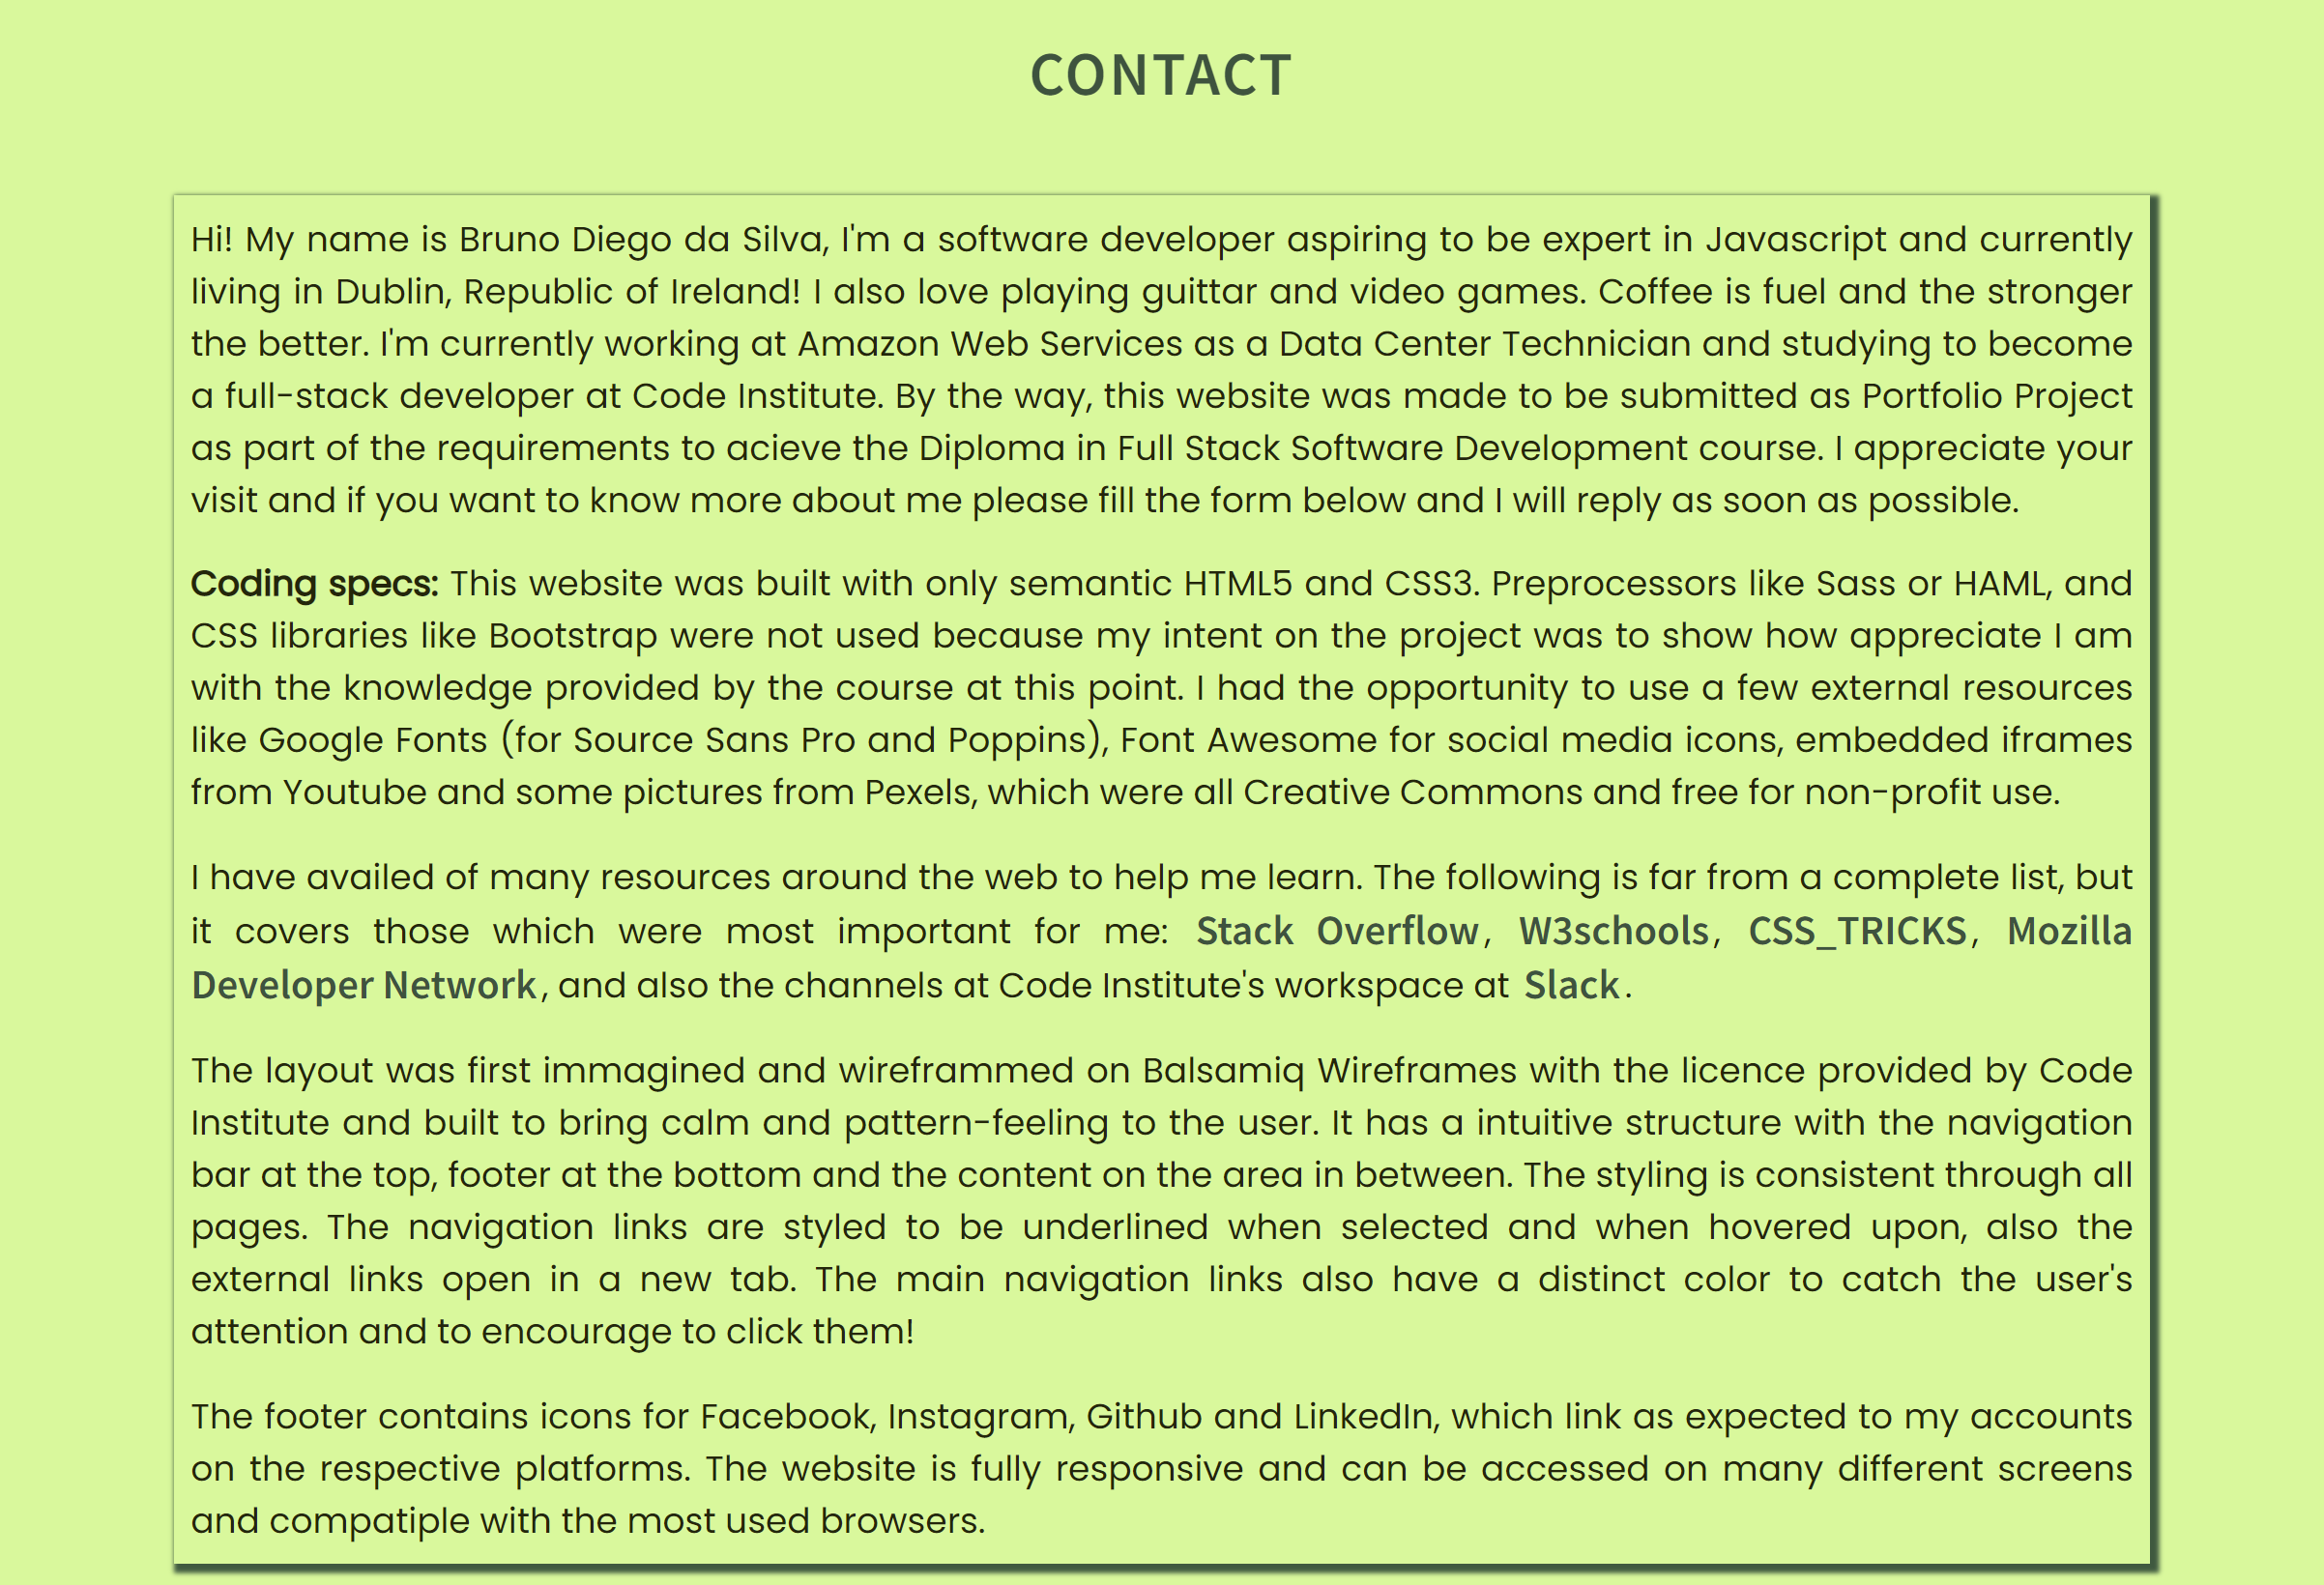 CONTACT
Hi! My name is Bruno Diego da Silva, I'm a software developer aspiring to be expert in Javascript and currently
living in Dublin, Republic of Ireland! I also love playing guittar and video games. Coffee is fuel and the stronger
the better. I'm currently working at Amazon Web Services as a Data Center Technician and studying to become
a full-stack developer at Code Institute. By the way, this website was made to be submitted as Portfolio Project
as part of the requirements to acieve the Diploma in Full Stack Software Development course. I appreciate your
visit and if you want to know more about me please fill the form below and I will reply as soon as possible.
Coding specs: This website was built with only semantic HTML5 and CSS3. Preprocessors like Sass or HAML, and
CSS libraries like Bootstrap were not used because my intent on the project was to show how appreciate I am
with the knowledge provided by the course at this point. I had the opportunity to use a few external resources
like Google Fonts (for Source Sans Pro and Poppins), Font Awesome for social media icons, embedded iframes
from Youtube and some pictures from Pexels, which were all Creative Commons and free for non-profit use.
I have availed of many resources around the web to help me learn. The following is far from a complete list, but
it covers those which were most important for me: Stack Overflow, W3schools, CSS_TRICKS, Mozilla
Developer Network, and also the channels at Code Institute's workspace at Slack.
The layout was first immagined and wireframmed on Balsamiq Wireframes with the licence provided by Code
Institute and built to bring calm and pattern-feeling to the user. It has a intuitive structure with the navigation
bar at the top, footer at the bottom and the content on the area in between. The styling is consistent through all
pages. The navigation links are styled to be underlined when selected and when hovered upon, also the
external links open in a new tab. The main navigation links also have a distinct color to catch the user's
attention and to encourage to click them!
The footer contains icons for Facebook, Instagram, Github and LinkedIn, which link as expected to my accounts
on the respective platforms. The website is fully responsive and can be accessed on many different screens
and compatiple with the most used browsers.